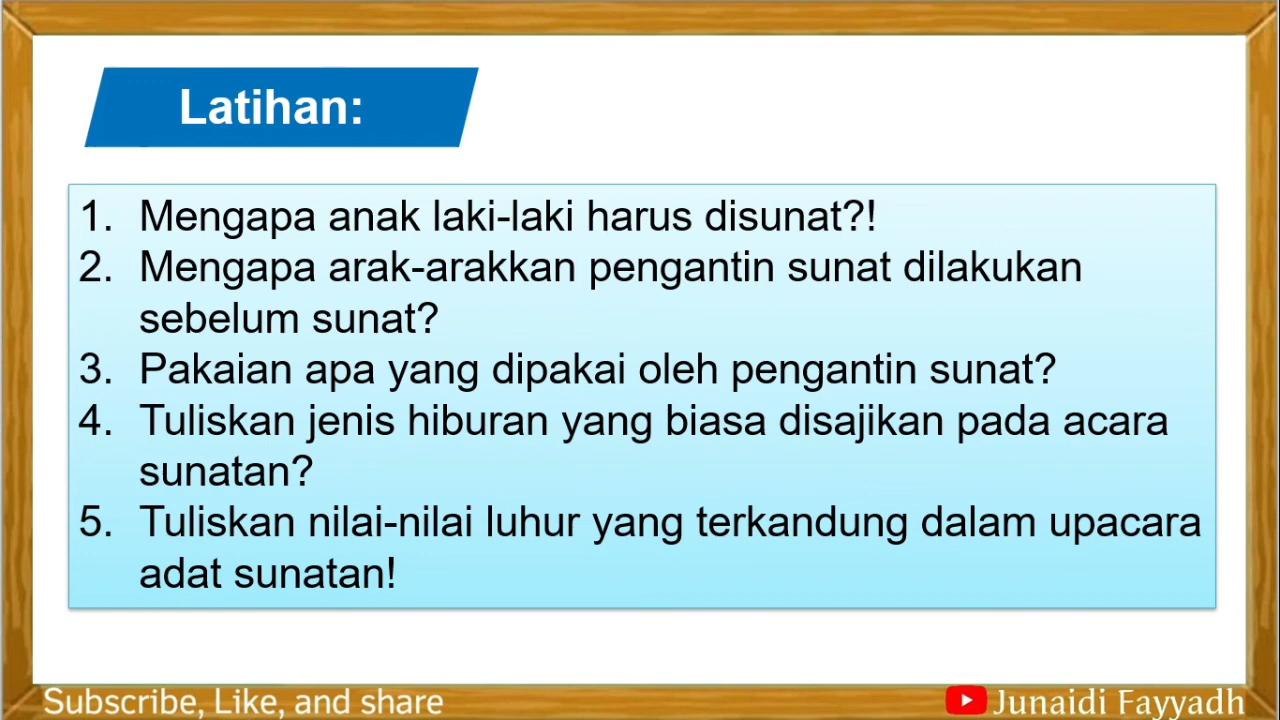 Latihan:
1. Mengapa anak laki-laki harus disunat?!
2. Mengapa arak-arakkan pengantin sunat dilakukan
sebelum sunat?
3. Pakaian apa yang dipakai oleh pengantin sunat?
4. Tuliskan jenis hiburan yang biasa disajikan pada acara
sunatan?
5. Tuliskan nilai-nilai luhur yang terkandung dalam upacara
adat sunatan!
Subscribe, Like, and share
Junaidi Fayyadh